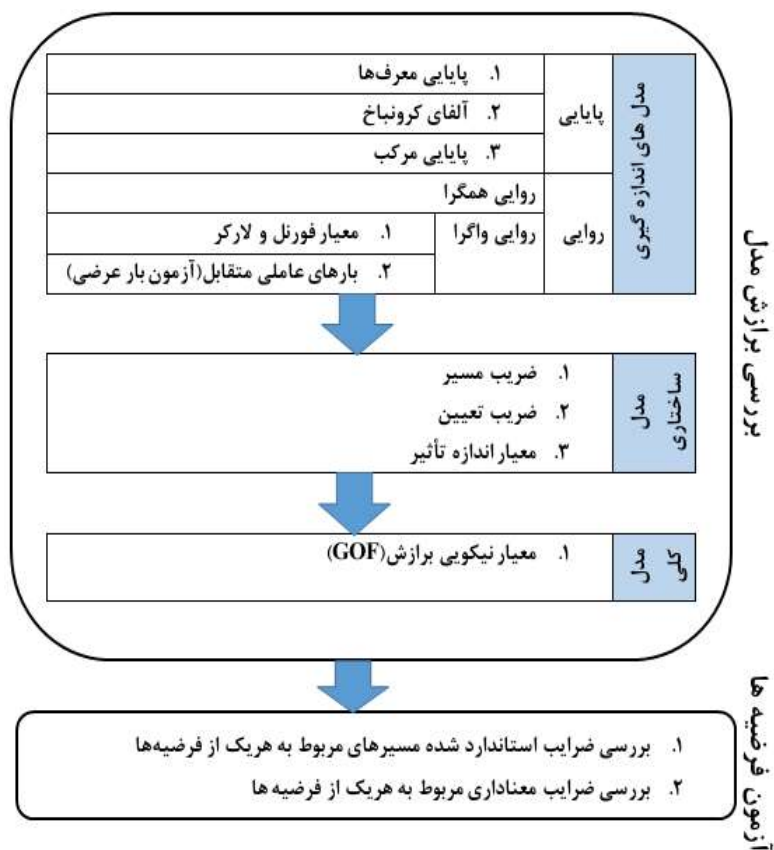 بررسی برازش مدل
مدل های اندازه گیری
پایایی
۱. پایایی معرف‌ها
۲. آلفای کرونباخ
۳. پایایی مرکب
روایی
روایی همگرا
روایی واگرا
۱. معیار فورنل و لارکر
۲. بارهای عاملی متقابل(آزمون بار عرضی)
مدل
ساختاری
۱. ضریب مسیر
۲. ضریب تعیین
۳. معیار اندازه تأثیر
مدل
کلی
۱. معیار نیکویی برازش(GOF)
آزمون فرضیه ها
۱. بررسی ضرایب استاندارد شده مسیرهای مربوط به هریک از فرضیه‌ها
۲. بررسی ضرایب معناداری مربوط به هریک از فرضیه ها